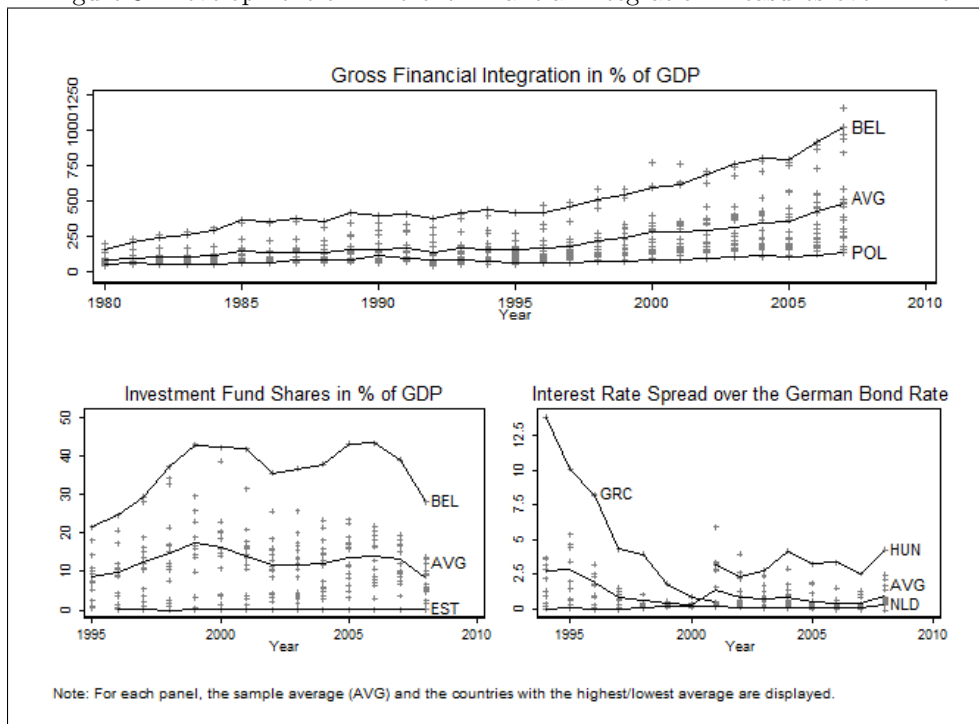 Gross Financial Integration in % of GDP
1250
1000
750
500
250
0
BEL
AVG
POL
1980 1985 1990 1995 2000 2005 2010
Year
Investment Fund Shares in % of GDP
50
40
30
20
10
0
BEL
AVG
EST
1995 2000 2005 2010
Year
Interest Rate Spread over the German Bond Rate
12.5
10
7.5
5
2.5
0
GRC
HUN
AVG
NLD
1995 2000 2005 2010
Year
Note: For each panel, the sample average (AVG) and the countries with the highest/lowest average are displayed.